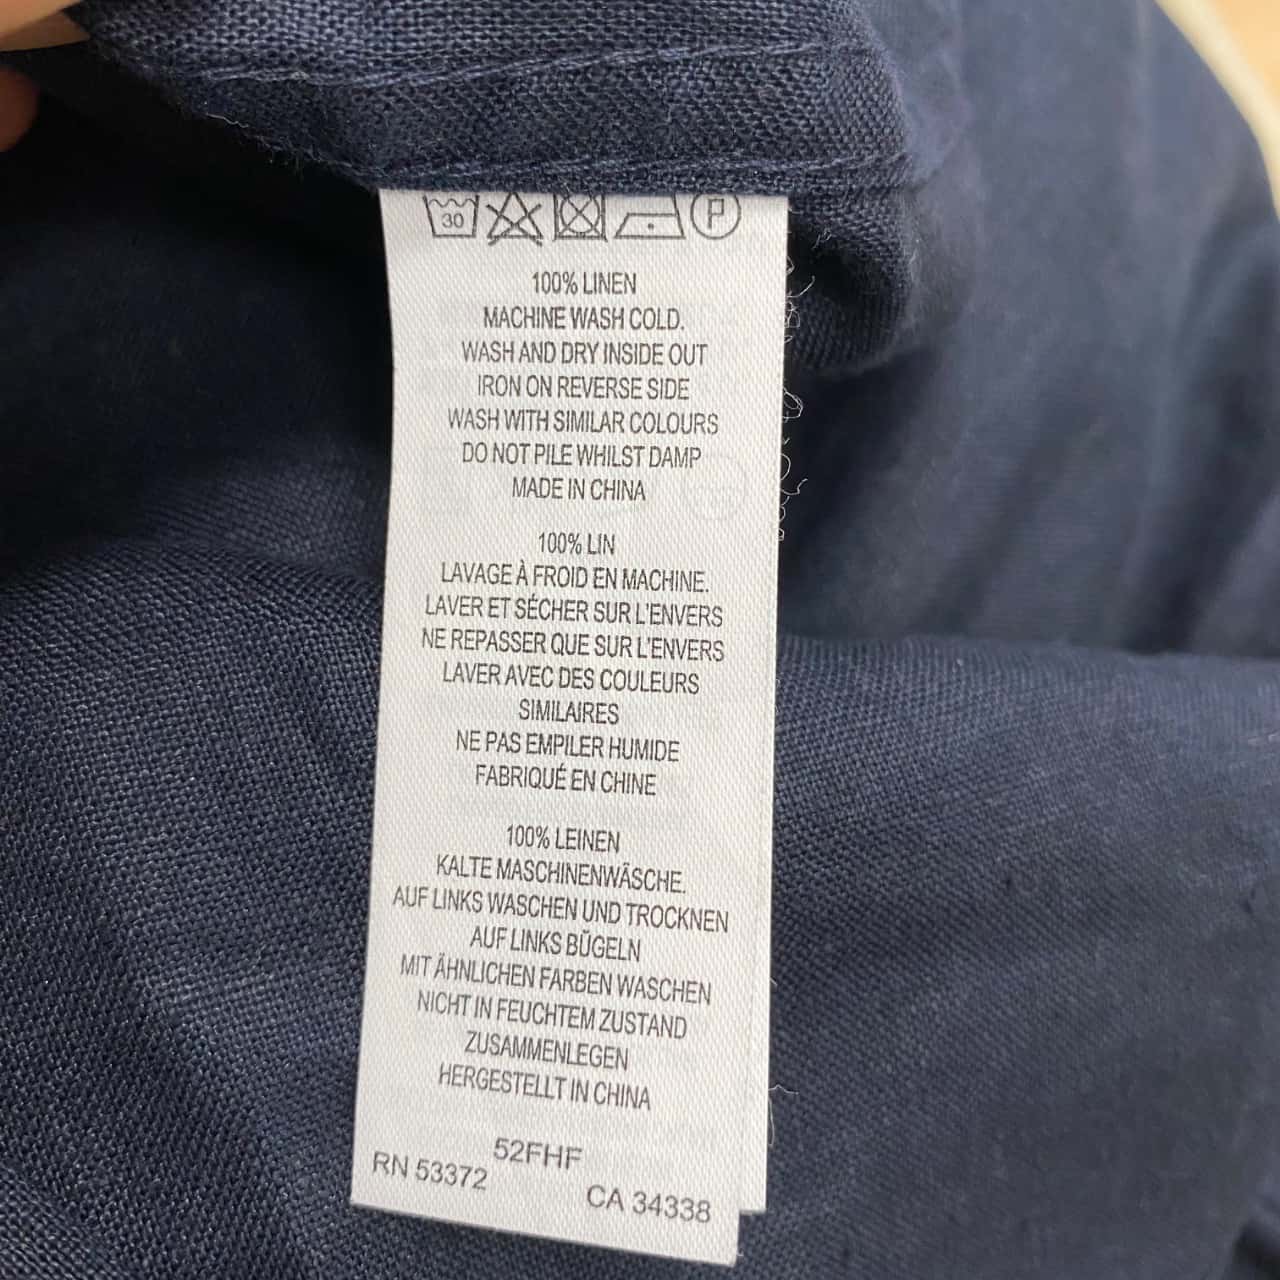 30 P
100% LINEN
MACHINE WASH COLD.
WASH AND DRY INSIDE OUT
IRON ON REVERSE SIDE
WASH WITH SIMILAR COLOURS
DO NOT PILE WHILST DAMP
MADE IN CHINA
100% LIN
LAVAGE À FROID EN MACHINE.
LAVER ET SÉCHER SUR L'ENVERS
NE REPASSER QUE SUR L'ENVERS
LAVER AVEC DES COULEURS
SIMILAIRES
NE PAS EMPILER HUMIDE
FABRIQUÉ EN CHINE
100% LEINEN
KALTE MASCHINENWÄSCHE.
AUF LINKS WASCHEN UND TROCKNEN
AUF LINKS BÜGELN
MIT ÄHNLICHEN FARBEN WASCHEN
NICHT IN FEUCHTEM ZUSTAND
ZUSAMMENLEGEN
HERGESTELLT IN CHINA
52FHF
RN 53372
CA 34338